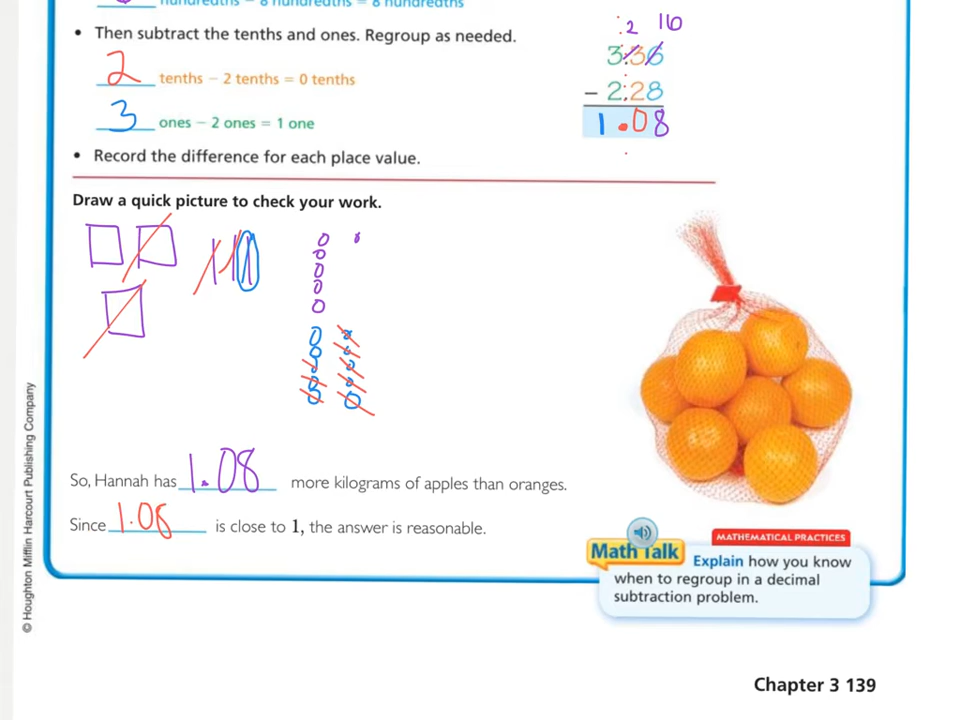 hundredths − 8 hundredths = 8 hundredths
• Then subtract the tenths and ones. Regroup as needed.
2 tenths − 2 tenths = 0 tenths
3 ones − 2 ones = 1 one
• Record the difference for each place value.
2 16
3.36
− 2.28
1.08
Draw a quick picture to check your work.
So, Hannah has 1.08 more kilograms of apples than oranges.
Since 1.08 is close to 1, the answer is reasonable.
Math Talk
MATHEMATICAL PRACTICES
Explain how you know
when to regroup in a decimal
subtraction problem.
© Houghton Mifflin Harcourt Publishing Company
Chapter 3 139